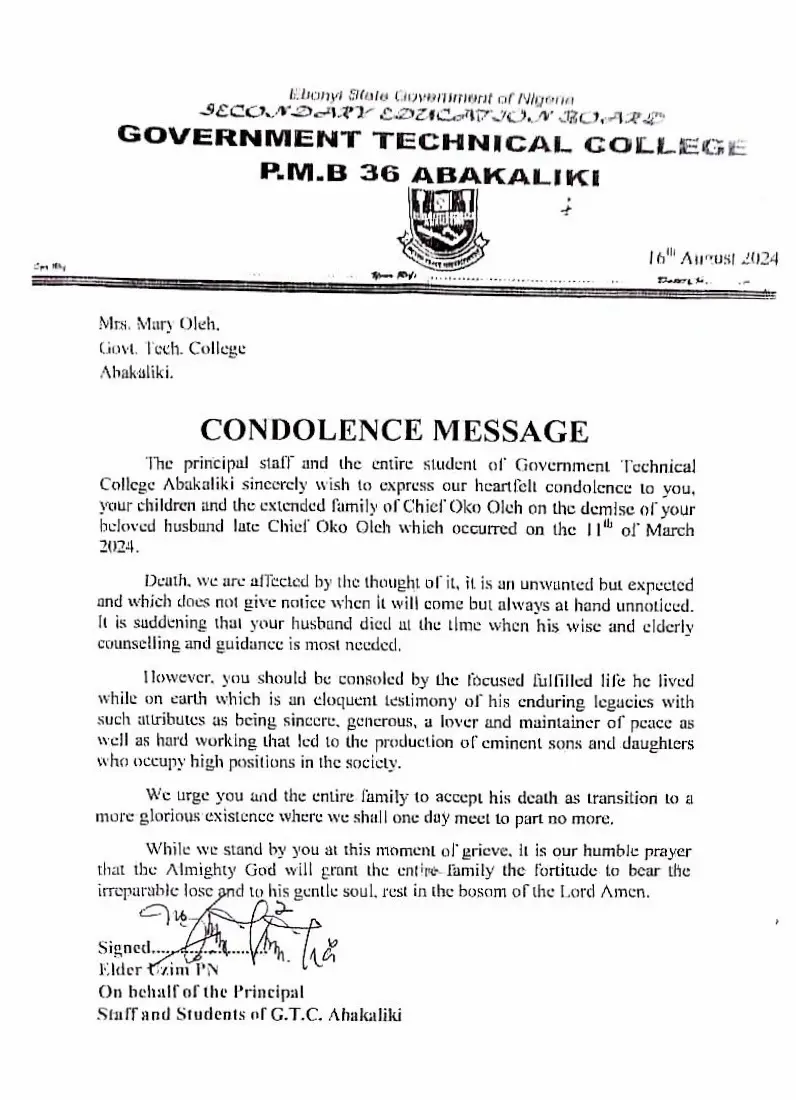 Ebonyi State Government of Nigeria
SECONDARY EDUCATION BOARD
GOVERNMENT TECHNICAL COLLEGE
P.M.B 36 ABAKALIKI
16th August 2024
Our Ref:
Your Ref:
Mrs. Mary Oleh,
Govt. Tech. College
Abakaliki.
CONDOLENCE MESSAGE
The principal staff and the entire student of Government Technical
College Abakaliki sincerely wish to express our heartfelt condolence to you,
your children and the extended family of Chief Oko Oleh on the demise of your
beloved husband late Chief Oko Oleh which occurred on the 11th of March
2024.
Death, we are affected by the thought of it, it is an unwanted but expected
and which does not give notice when it will come but always at hand unnoticed.
It is saddening that your husband died at the time when his wise and elderly
counselling and guidance is most needed.
However, you should be consoled by the focused fulfilled life he lived
while on earth which is an eloquent testimony of his enduring legacies with
such attributes as being sincere, generous, a lover and maintainer of peace as
well as hard working that led to the production of eminent sons and daughters
who occupy high positions in the society.
We urge you and the entire family to accept his death as transition to a
more glorious existence where we shall one day meet to part no more.
While we stand by you at this moment of grieve, it is our humble prayer
that the Almighty God will grant the entire family the fortitude to bear the
irreparable lose and to his gentle soul, rest in the bosom of the Lord Amen.
Signed..............
Elder Uzim PN
On behalf of the Principal
Staff and Students of G.T.C. Abakaliki